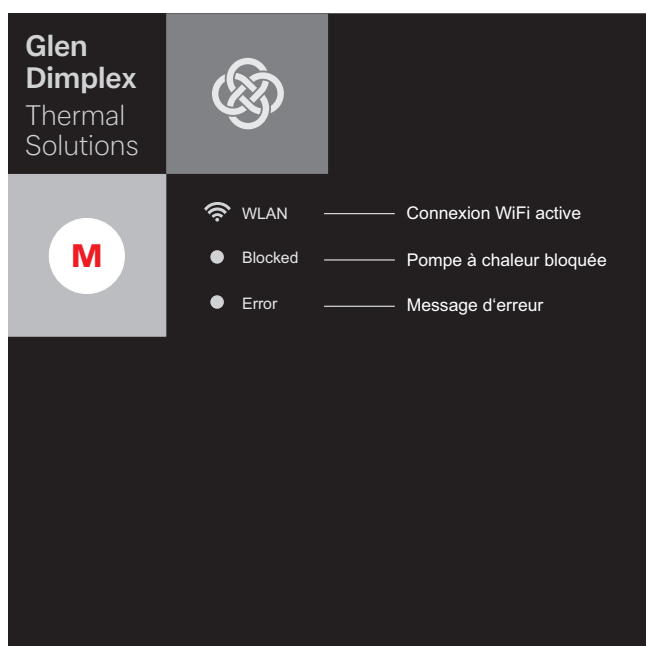 Glen
Dimplex
Thermal
Solutions
M
WLAN Connexion WiFi active
Blocked Pompe à chaleur bloquée
Error Message d‘erreur